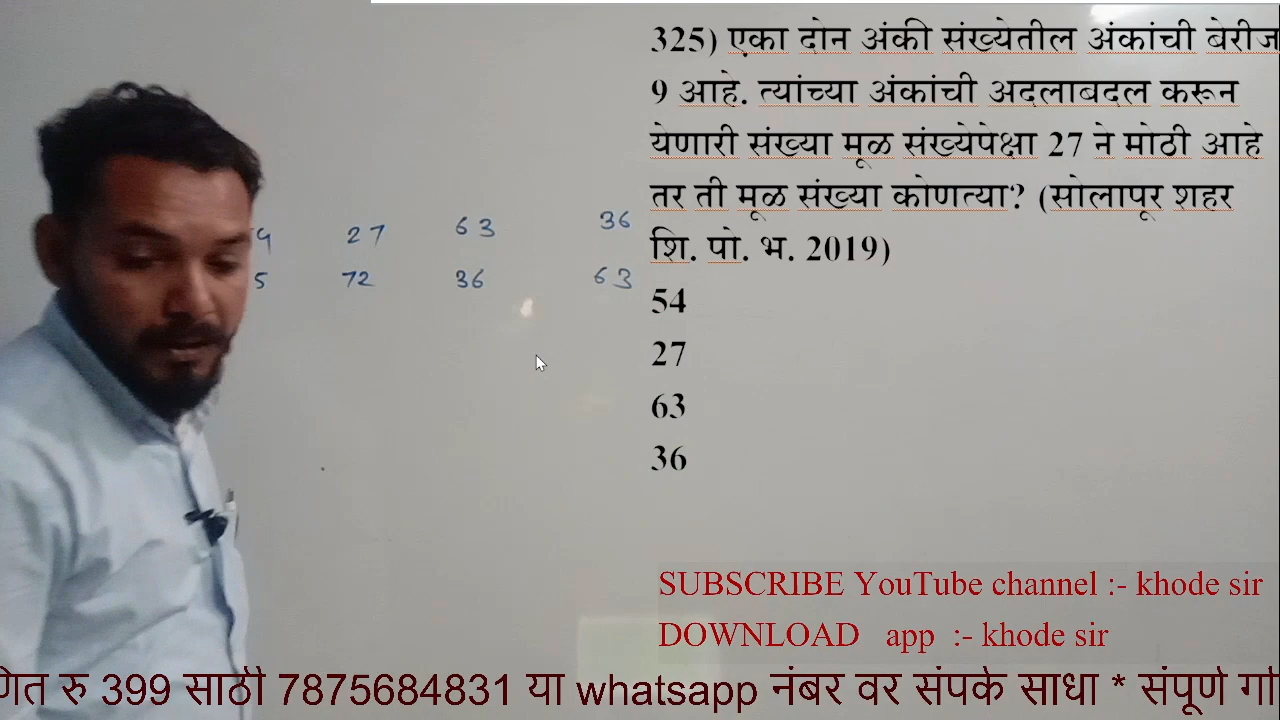 325) एका दोन अंकी संख्येतील अंकांची बेरीज
9 आहे. त्यांच्या अंकांची अदलाबदल करून
येणारी संख्या मूळ संख्येपेक्षा 27 ने मोठी आहे
तर ती मूळ संख्या कोणत्या? (सोलापूर शहर
शि. पो. भ. 2019)
54
27
63
36
4 27 63 36
5 72 36 63
SUBSCRIBE YouTube channel :- khode sir
DOWNLOAD app :- khode sir
रु 399 साठी 7875684831 या whatsapp नंबर वर संपर्क साधा * संपूर्ण